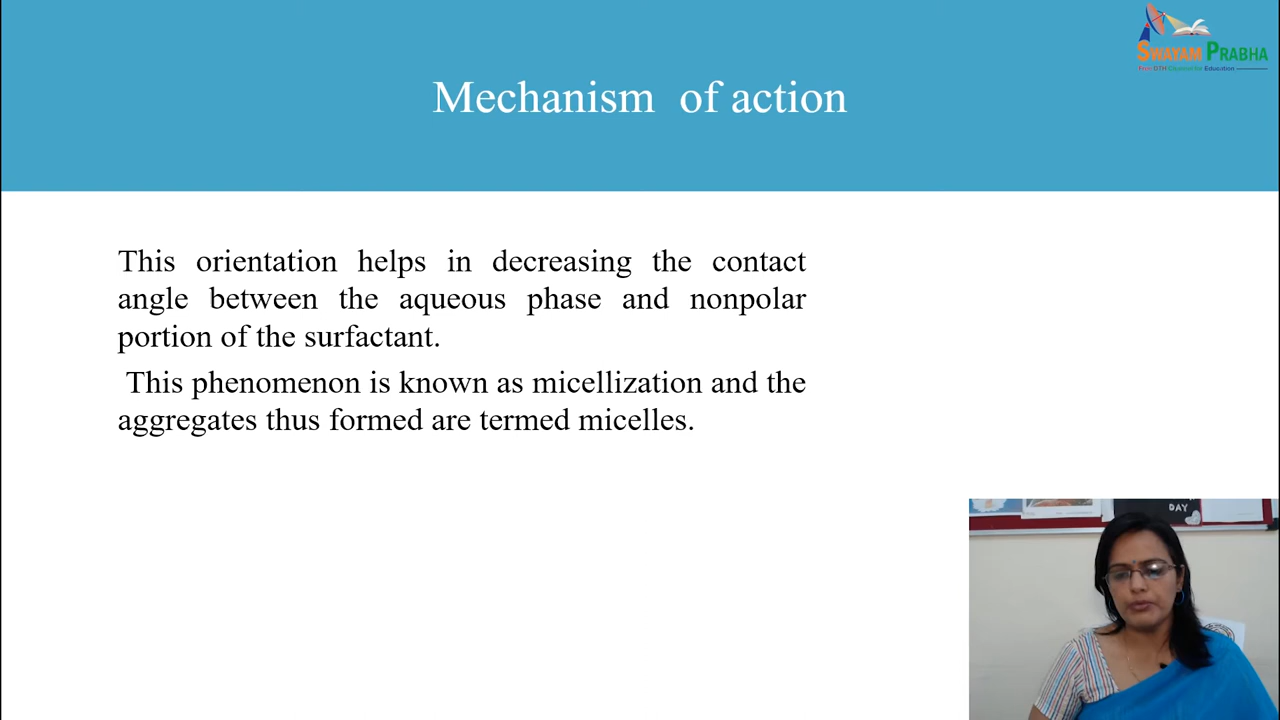 SWAYAM PRABHA
Mechanism of action
This orientation helps in decreasing the contact
angle between the aqueous phase and nonpolar
portion of the surfactant.
This phenomenon is known as micellization and the
aggregates thus formed are termed micelles.
DAY